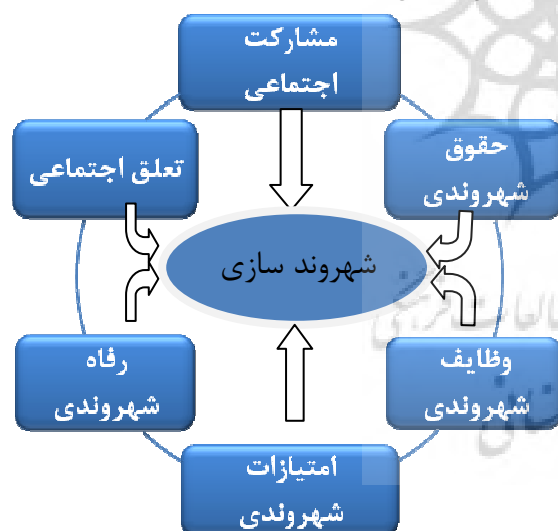 مشارکت
اجتماعی
حقوق
شهروندی
تعلق اجتماعی
شهروند سازی
وظایف
شهروندی
رفاه
شهروندی
امتیازات
شهروندی